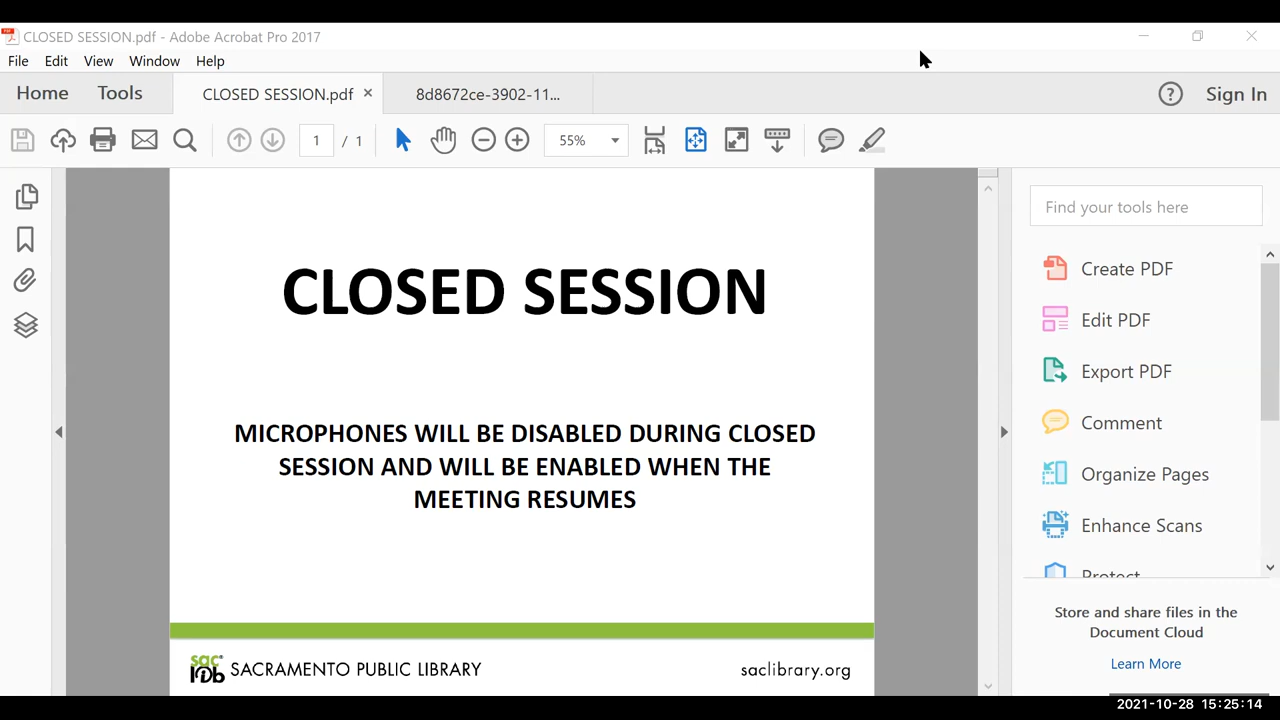 CLOSED SESSION.pdf - Adobe Acrobat Pro 2017
File Edit View Window Help
Home Tools CLOSED SESSION.pdf × 8d8672ce-3902-11... ? Sign In
1 / 1 55%
Find your tools here
Create PDF
Edit PDF
Export PDF
Comment
Organize Pages
Enhance Scans
Protect
Store and share files in the
Document Cloud
Learn More
CLOSED SESSION
MICROPHONES WILL BE DISABLED DURING CLOSED
SESSION AND WILL BE ENABLED WHEN THE
MEETING RESUMES
sac
lib SACRAMENTO PUBLIC LIBRARY saclibrary.org
2021-10-28 15:25:14